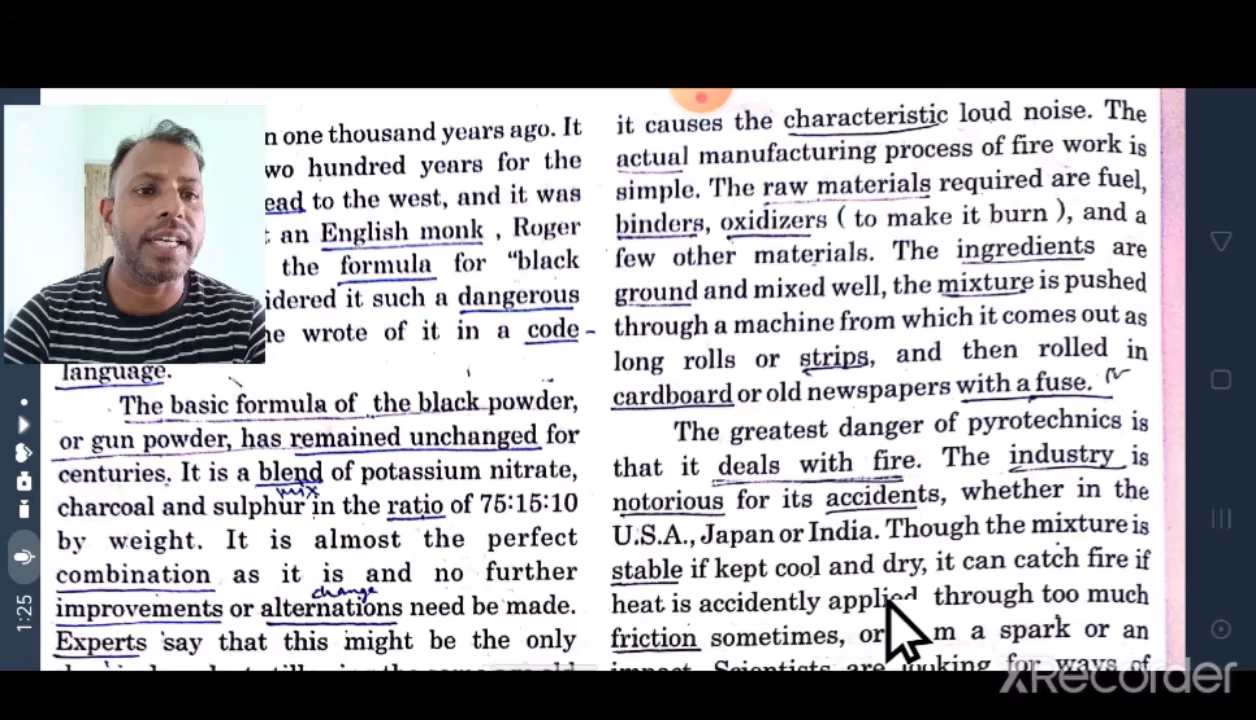 n one thousand years ago. It
wo hundred years for the
ead to the west, and it was
an English monk , Roger
the formula for "black
idered it such a dangerous
he wrote of it in a code -
language.
The basic formula of the black powder,
or gun powder, has remained unchanged for
centuries. It is a blend of potassium nitrate,
mix
charcoal and sulphur in the ratio of 75:15:10
by weight. It is almost the perfect
combination as it is and no further
change
improvements or alternations need be made.
Experts say that this might be the only
it causes the characteristic loud noise. The
actual manufacturing process of fire work is
simple. The raw materials required are fuel,
binders, oxidizers ( to make it burn ), and a
few other materials. The ingredients are
ground and mixed well, the mixture is pushed
through a machine from which it comes out as
long rolls or strips, and then rolled in
cardboard or old newspapers with a fuse.
The greatest danger of pyrotechnics is
that it deals with fire. The industry is
notorious for its accidents, whether in the
U.S.A., Japan or India. Though the mixture is
stable if kept cool and dry, it can catch fire if
heat is accidently applied through too much
friction sometimes, or m a spark or an
impact. Scientists are looking for ways of
1:25
XRecorder